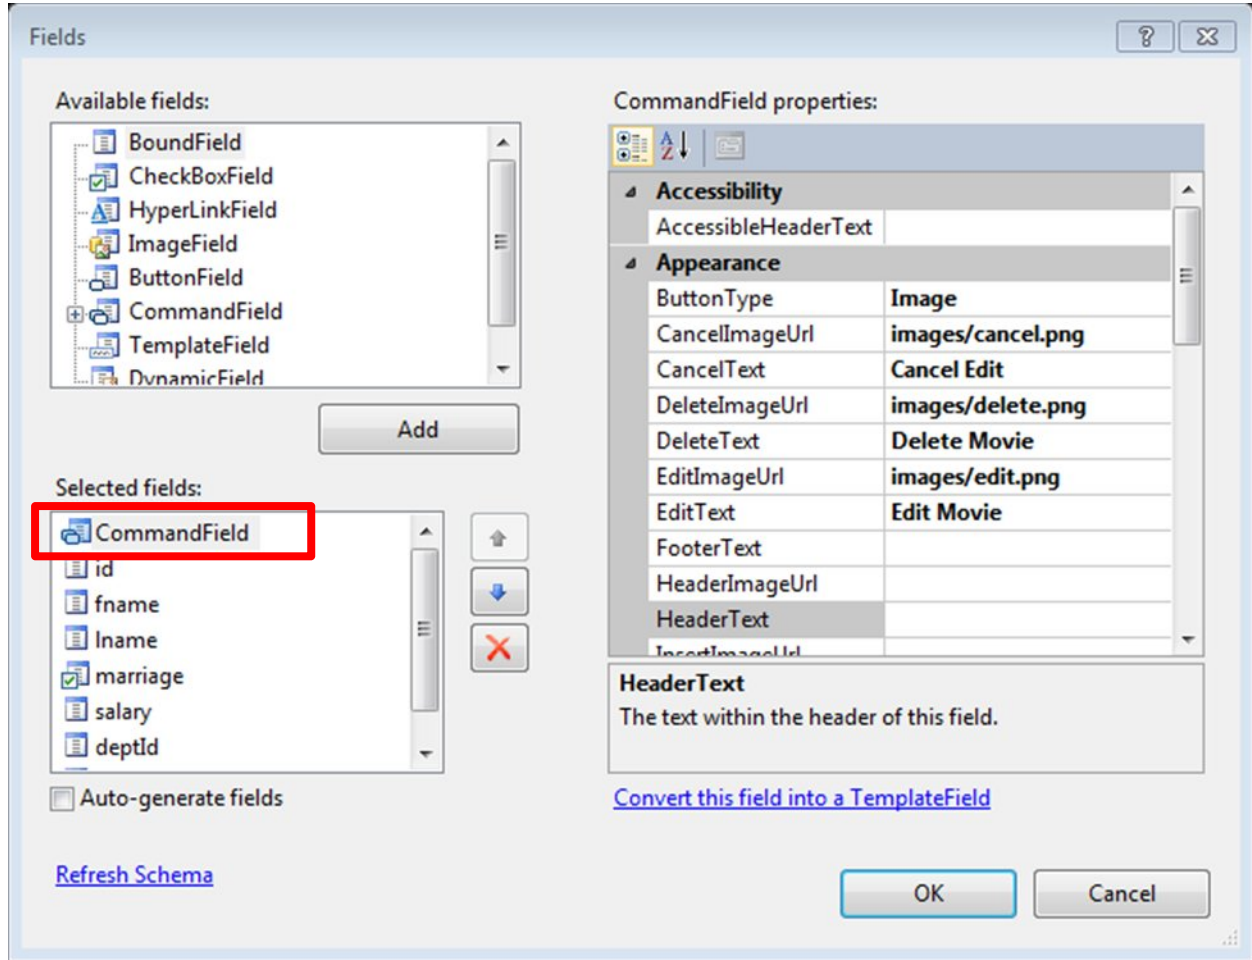 Fields
Available fields:
BoundField
CheckBoxField
HyperLinkField
ImageField
ButtonField
CommandField
TemplateField
DynamicField
Add
Selected fields:
CommandField
id
fname
lname
marriage
salary
deptId
Auto-generate fields
Refresh Schema
CommandField properties:
Accessibility
AccessibleHeaderText
Appearance
ButtonType Image
CancelImageUrl images/cancel.png
CancelText Cancel Edit
DeleteImageUrl images/delete.png
DeleteText Delete Movie
EditImageUrl images/edit.png
EditText Edit Movie
FooterText
HeaderImageUrl
HeaderText
InsertImageUrl
HeaderText
The text within the header of this field.
Convert this field into a TemplateField
OK Cancel